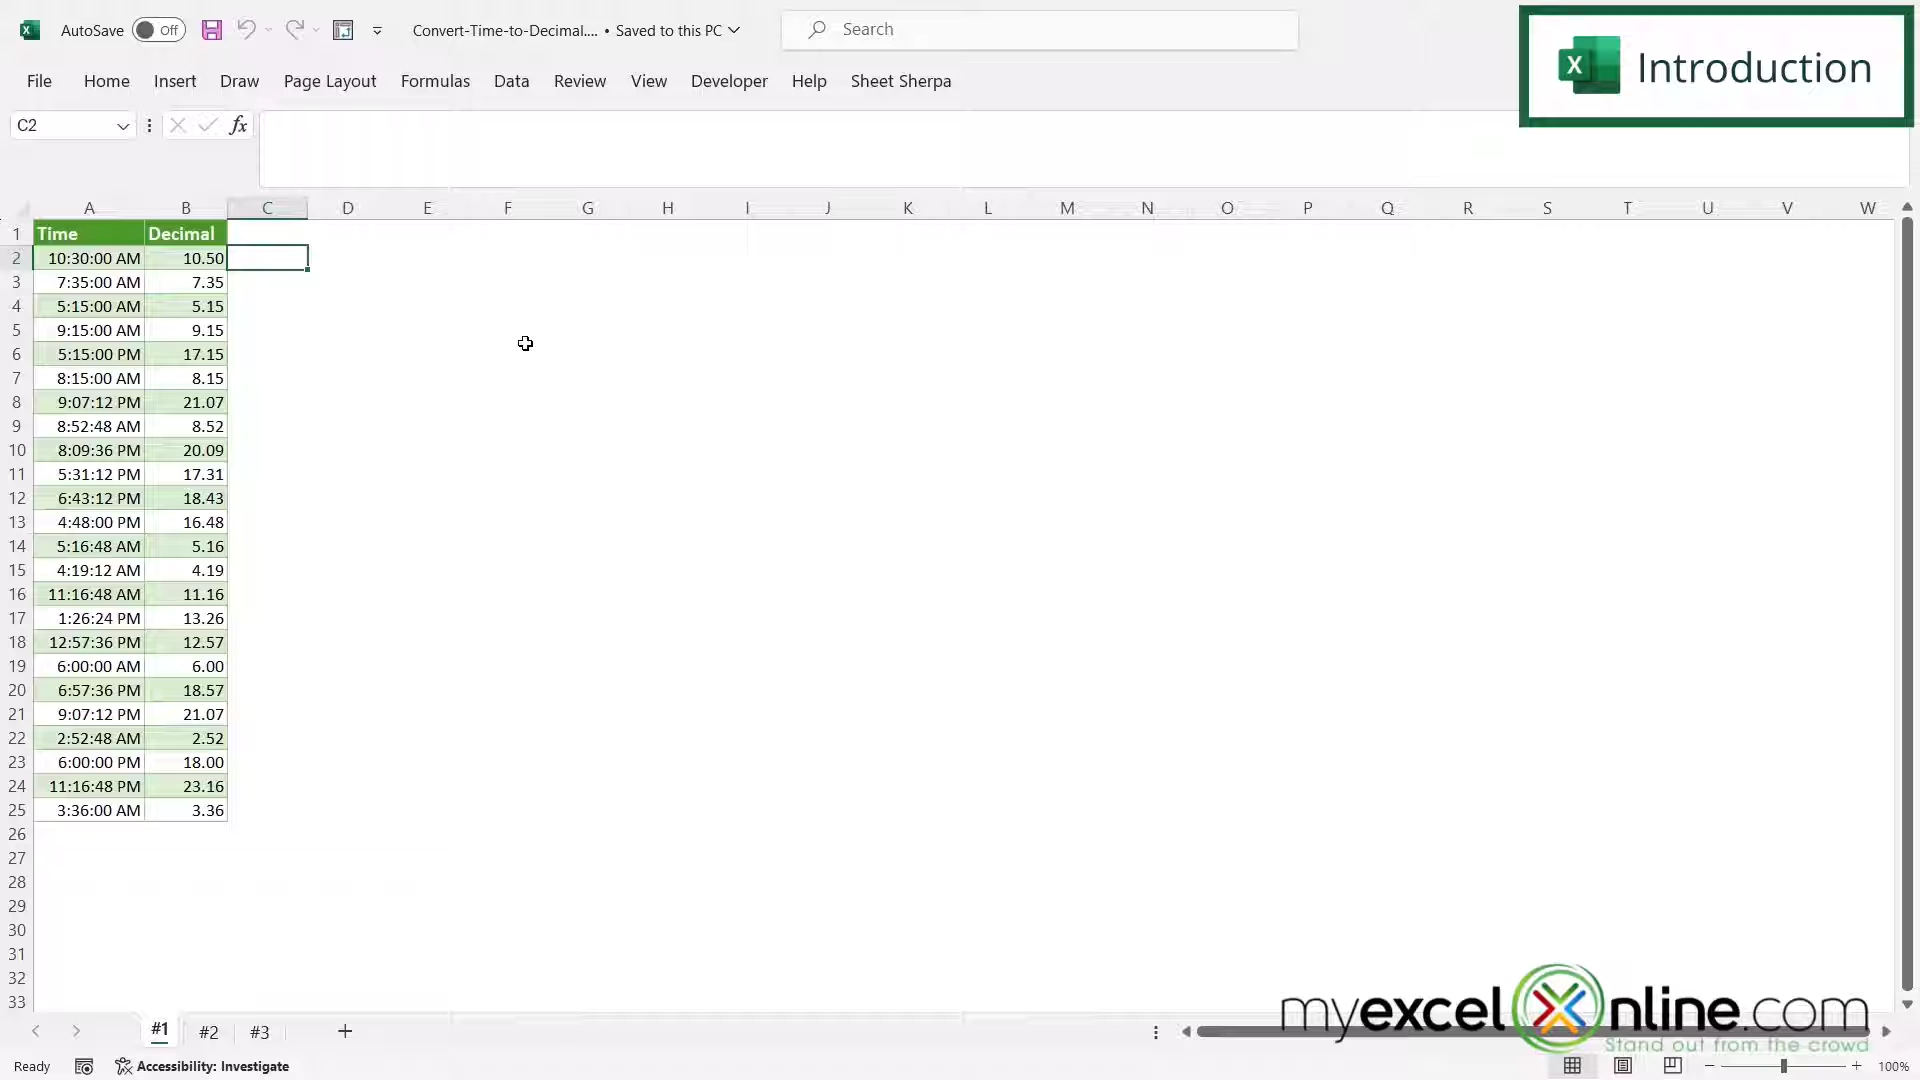 AutoSave Off Convert-Time-to-Decimal.... • Saved to this PC Search
Introduction
File Home Insert Draw Page Layout Formulas Data Review View Developer Help Sheet Sherpa
C2 fx
A B C D E F G H I J K L M N O P Q R S T U V W
1 Time Decimal
2 10:30:00 AM 10.50
3 7:35:00 AM 7.35
4 5:15:00 AM 5.15
5 9:15:00 AM 9.15
6 5:15:00 PM 17.15
7 8:15:00 AM 8.15
8 9:07:12 PM 21.07
9 8:52:48 AM 8.52
10 8:09:36 PM 20.09
11 5:31:12 PM 17.31
12 6:43:12 PM 18.43
13 4:48:00 PM 16.48
14 5:16:48 AM 5.16
15 4:19:12 AM 4.19
16 11:16:48 AM 11.16
17 1:26:24 PM 13.26
18 12:57:36 PM 12.57
19 6:00:00 AM 6.00
20 6:57:36 PM 18.57
21 9:07:12 PM 21.07
22 2:52:48 AM 2.52
23 6:00:00 PM 18.00
24 11:16:48 PM 23.16
25 3:36:00 AM 3.36
26
27
28
29
30
31
32
33
myexcelonline.com
Stand out from the crowd
#1 #2 #3 +
Ready Accessibility: Investigate 100%